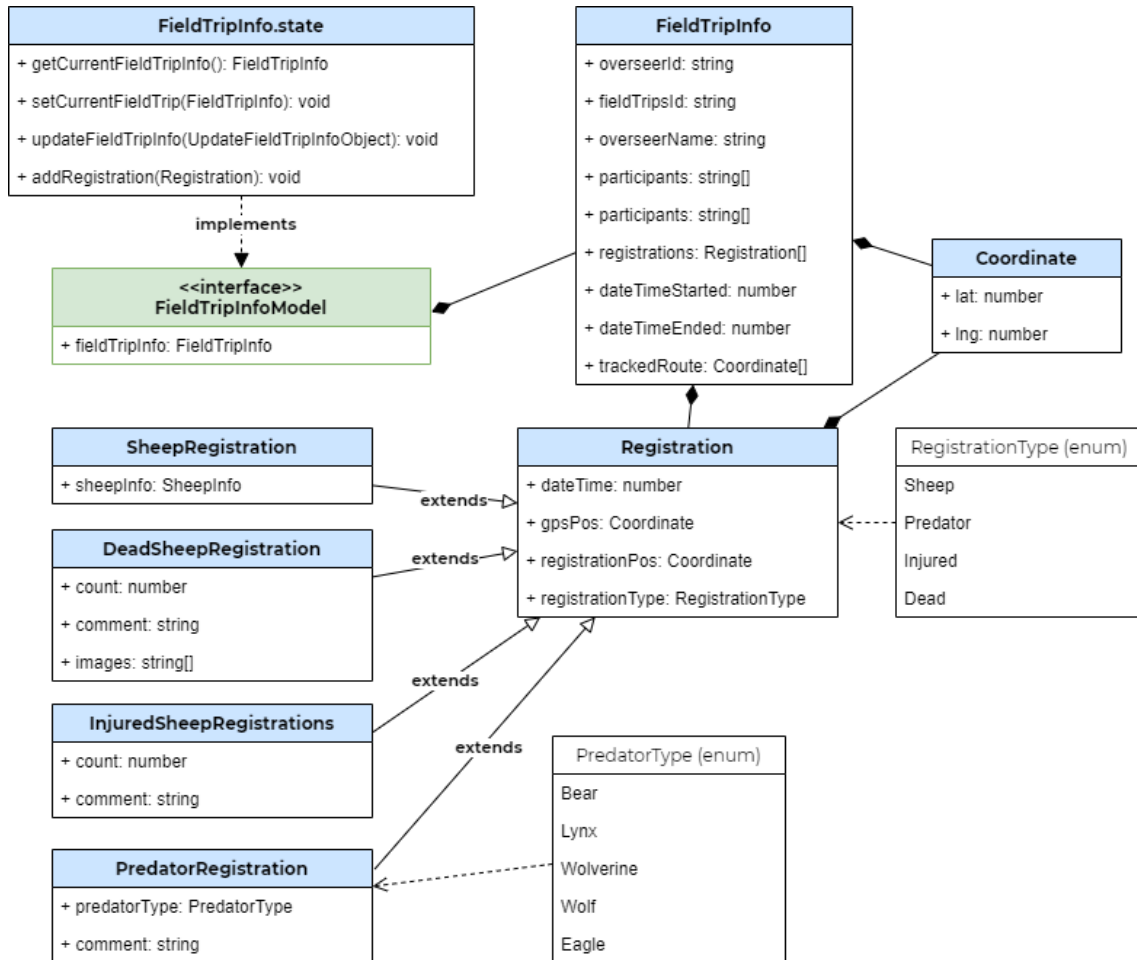 FieldTripInfo.state
+ getCurrentFieldTripInfo(): FieldTripInfo
+ setCurrentFieldTrip(FieldTripInfo): void
+ updateFieldTripInfo(UpdateFieldTripInfoObject): void
+ addRegistration(Registration): void
implements
<<interface>>
FieldTripInfoModel
+ fieldTripInfo: FieldTripInfo
FieldTripInfo
+ overseerId: string
+ fieldTripsId: string
+ overseerName: string
+ participants: string[]
+ participants: string[]
+ registrations: Registration[]
+ dateTimeStarted: number
+ dateTimeEnded: number
+ trackedRoute: Coordinate[]
Coordinate
+ lat: number
+ lng: number
SheepRegistration
+ sheepInfo: SheepInfo
extends
DeadSheepRegistration
+ count: number
+ comment: string
+ images: string[]
extends
InjuredSheepRegistrations
+ count: number
+ comment: string
extends
PredatorRegistration
+ predatorType: PredatorType
+ comment: string
extends
Registration
+ dateTime: number
+ gpsPos: Coordinate
+ registrationPos: Coordinate
+ registrationType: RegistrationType
RegistrationType (enum)
Sheep
Predator
Injured
Dead
PredatorType (enum)
Bear
Lynx
Wolverine
Wolf
Eagle